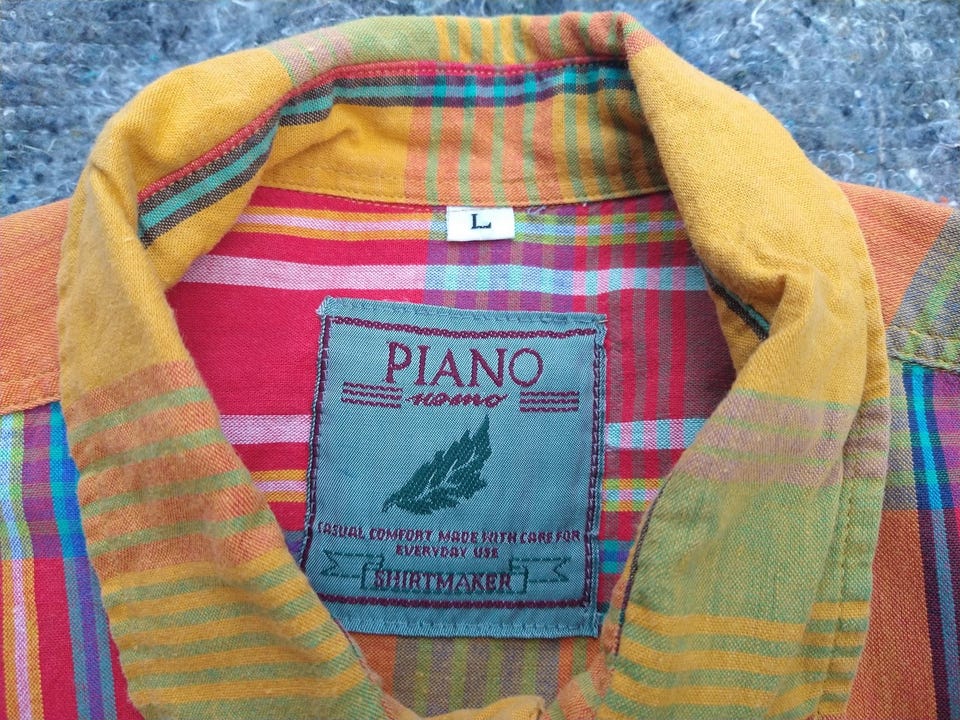 L
PIANO
uomo
CASUAL COMFORT MADE WITH CARE FOR
EVERYDAY USE
SHIRTMAKER